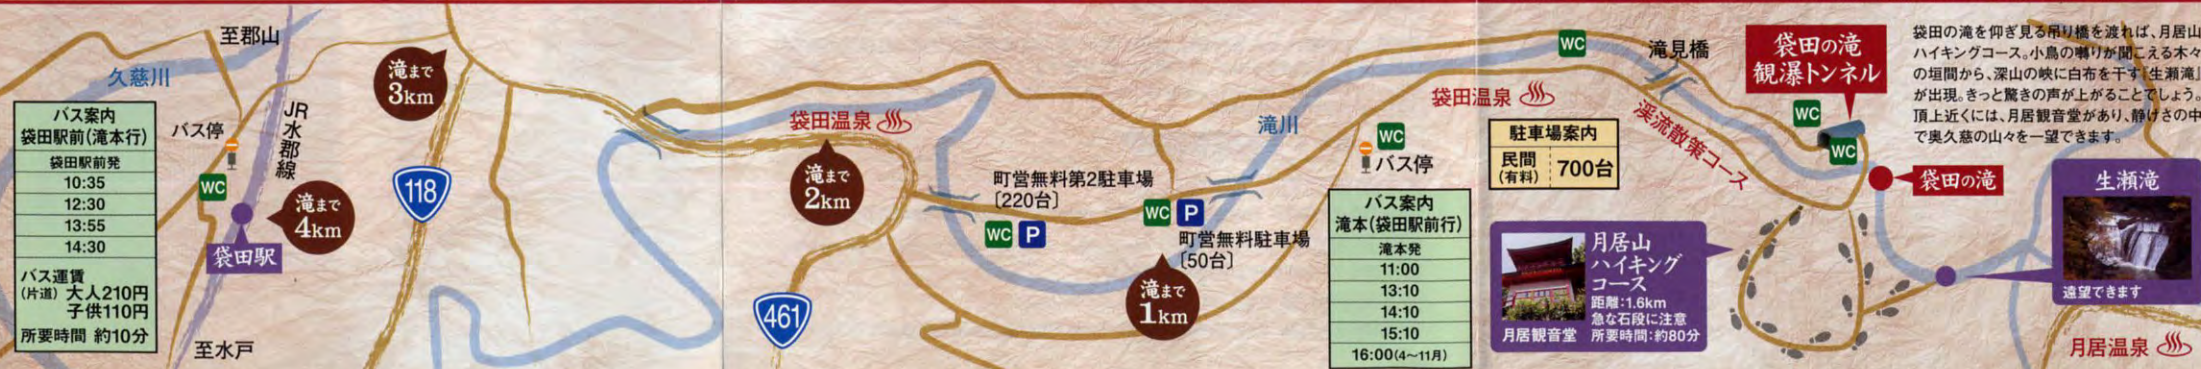 至郡山
久慈川
バス案内
袋田駅前(滝本行)
袋田駅前発
10:35
12:30
13:55
14:30
バス運賃
(片道) 大人210円
子供110円
所要時間 約10分
バス停
JR水郡線
WC
袋田駅
滝まで
4km
至水戸
滝まで
3km
118
袋田温泉
滝まで
2km
461
町営無料第2駐車場
〔220台〕
WC P
WC P
町営無料駐車場
〔50台〕
滝まで
1km
滝川
袋田温泉
WC
バス停
バス案内
滝本(袋田駅前行)
滝本発
11:00
13:10
14:10
15:10
16:00(4〜11月)
WC
滝見橋
渓流散策コース
駐車場案内
民間
(有料)
700台
袋田の滝
観瀑トンネル
WC
WC
袋田の滝
袋田の滝を仰ぎ見る吊り橋を渡れば、月居山
ハイキングコース。小鳥の囀りが聞こえる木々
の垣間から、深山の峡に白布を干す「生瀬滝」
が出現。きっと驚きの声が上がることでしょう。
頂上近くには、月居観音堂があり、静けさの中
で奥久慈の山々を一望できます。
月居山
ハイキング
コース
距離:1.6km
急な石段に注意
所要時間:約80分
月居観音堂
生瀬滝
遠望できます
月居温泉